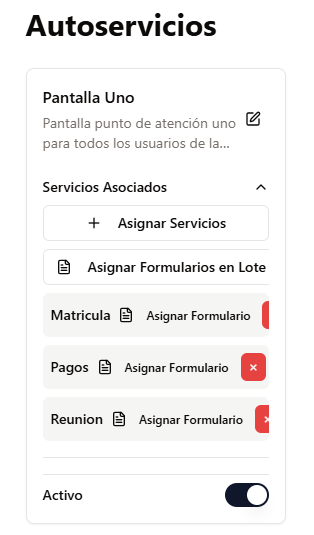 Autoservicios
Pantalla Uno
Pantalla punto de atención uno
para todos los usuarios de la...
Servicios Asociados
Asignar Servicios
Asignar Formularios en Lote
Matricula Asignar Formulario
Pagos Asignar Formulario
Reunion Asignar Formulario
Activo